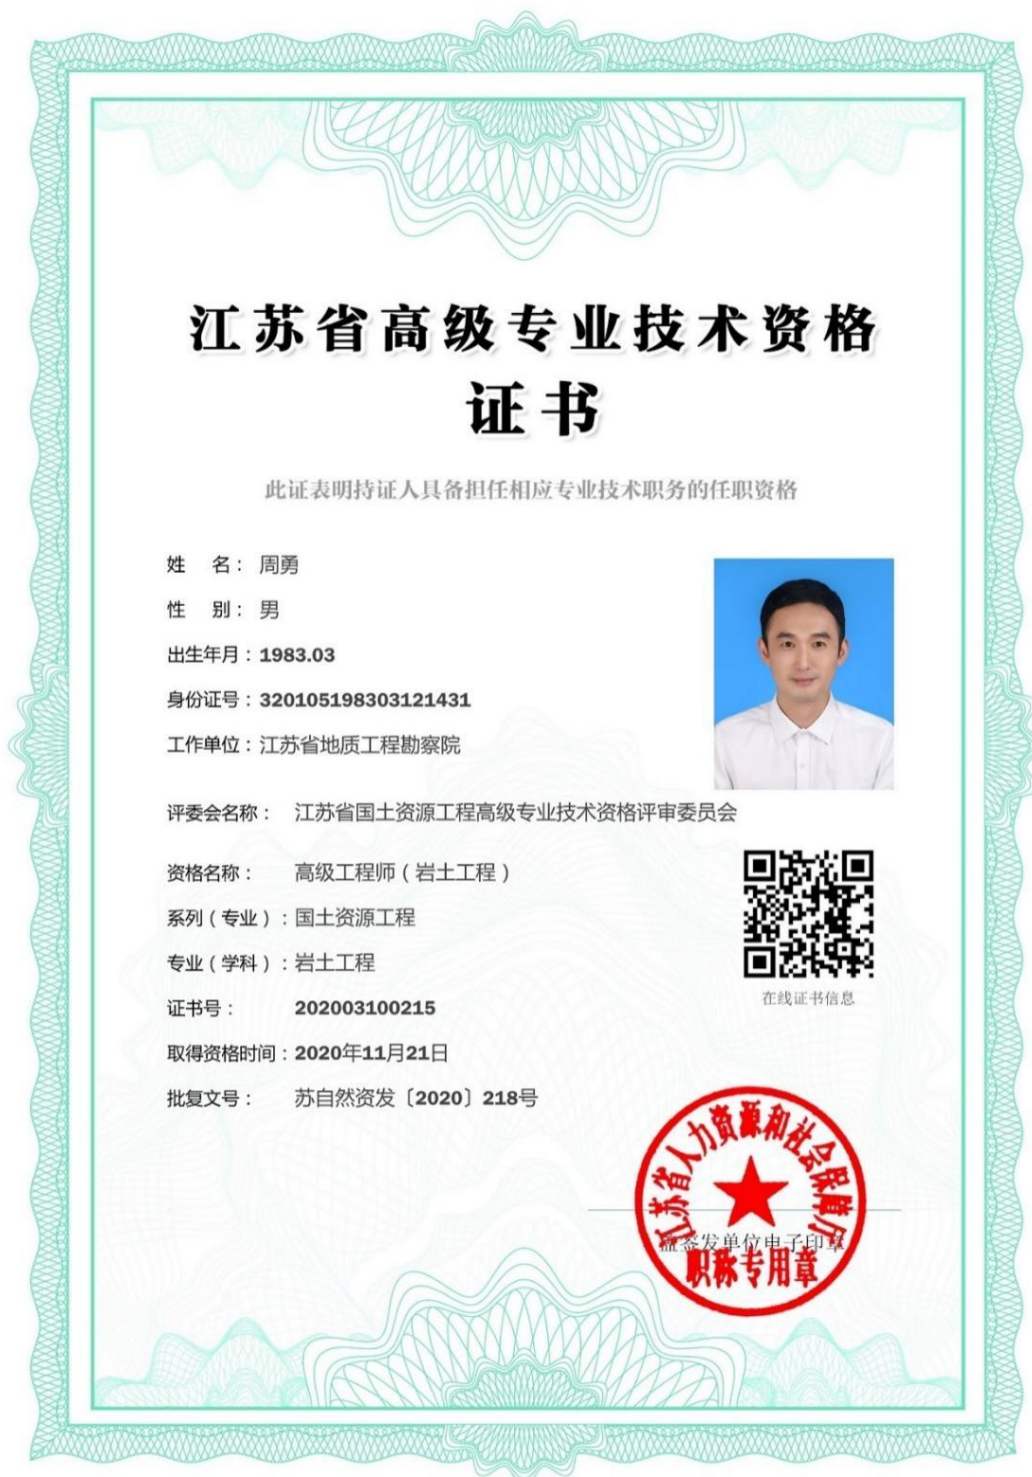 江苏省高级专业技术资格
证书
此证表明持证人具备担任相应专业技术职务的任职资格
姓 名： 周勇
性 别： 男
出生年月：1983.03
身份证号：320105198303121431
工作单位：江苏省地质工程勘察院
评委会名称： 江苏省国土资源工程高级专业技术资格评审委员会
资格名称： 高级工程师（岩土工程）
系列（专业）：国土资源工程
专业（学科）：岩土工程
在线证书信息
证书号： 202003100215
取得资格时间：2020年11月21日
批复文号： 苏自然资发〔2020〕218号
江苏省人力资源和社会保障厅
盖签发单位电子印章
职称专用章